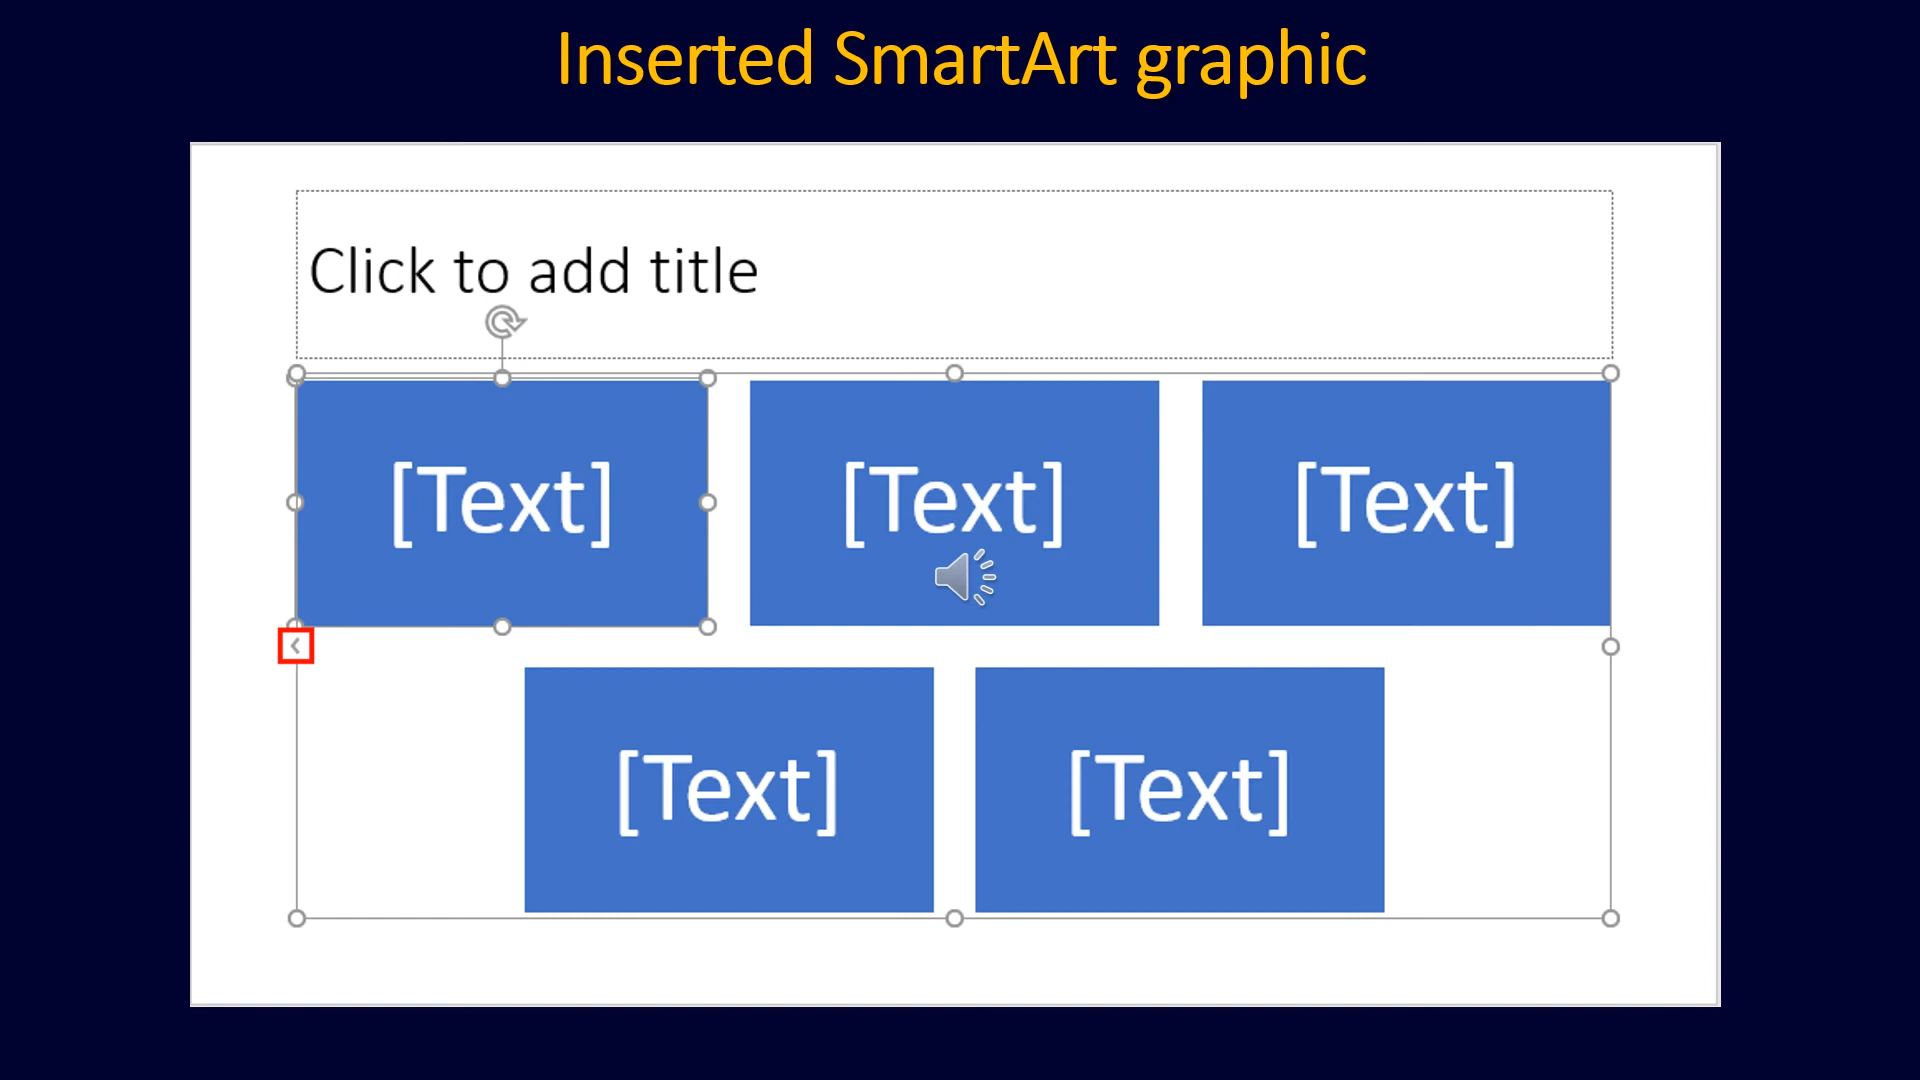 Inserted SmartArt graphic
Click to add title
[Text] [Text] [Text]
[Text] [Text]